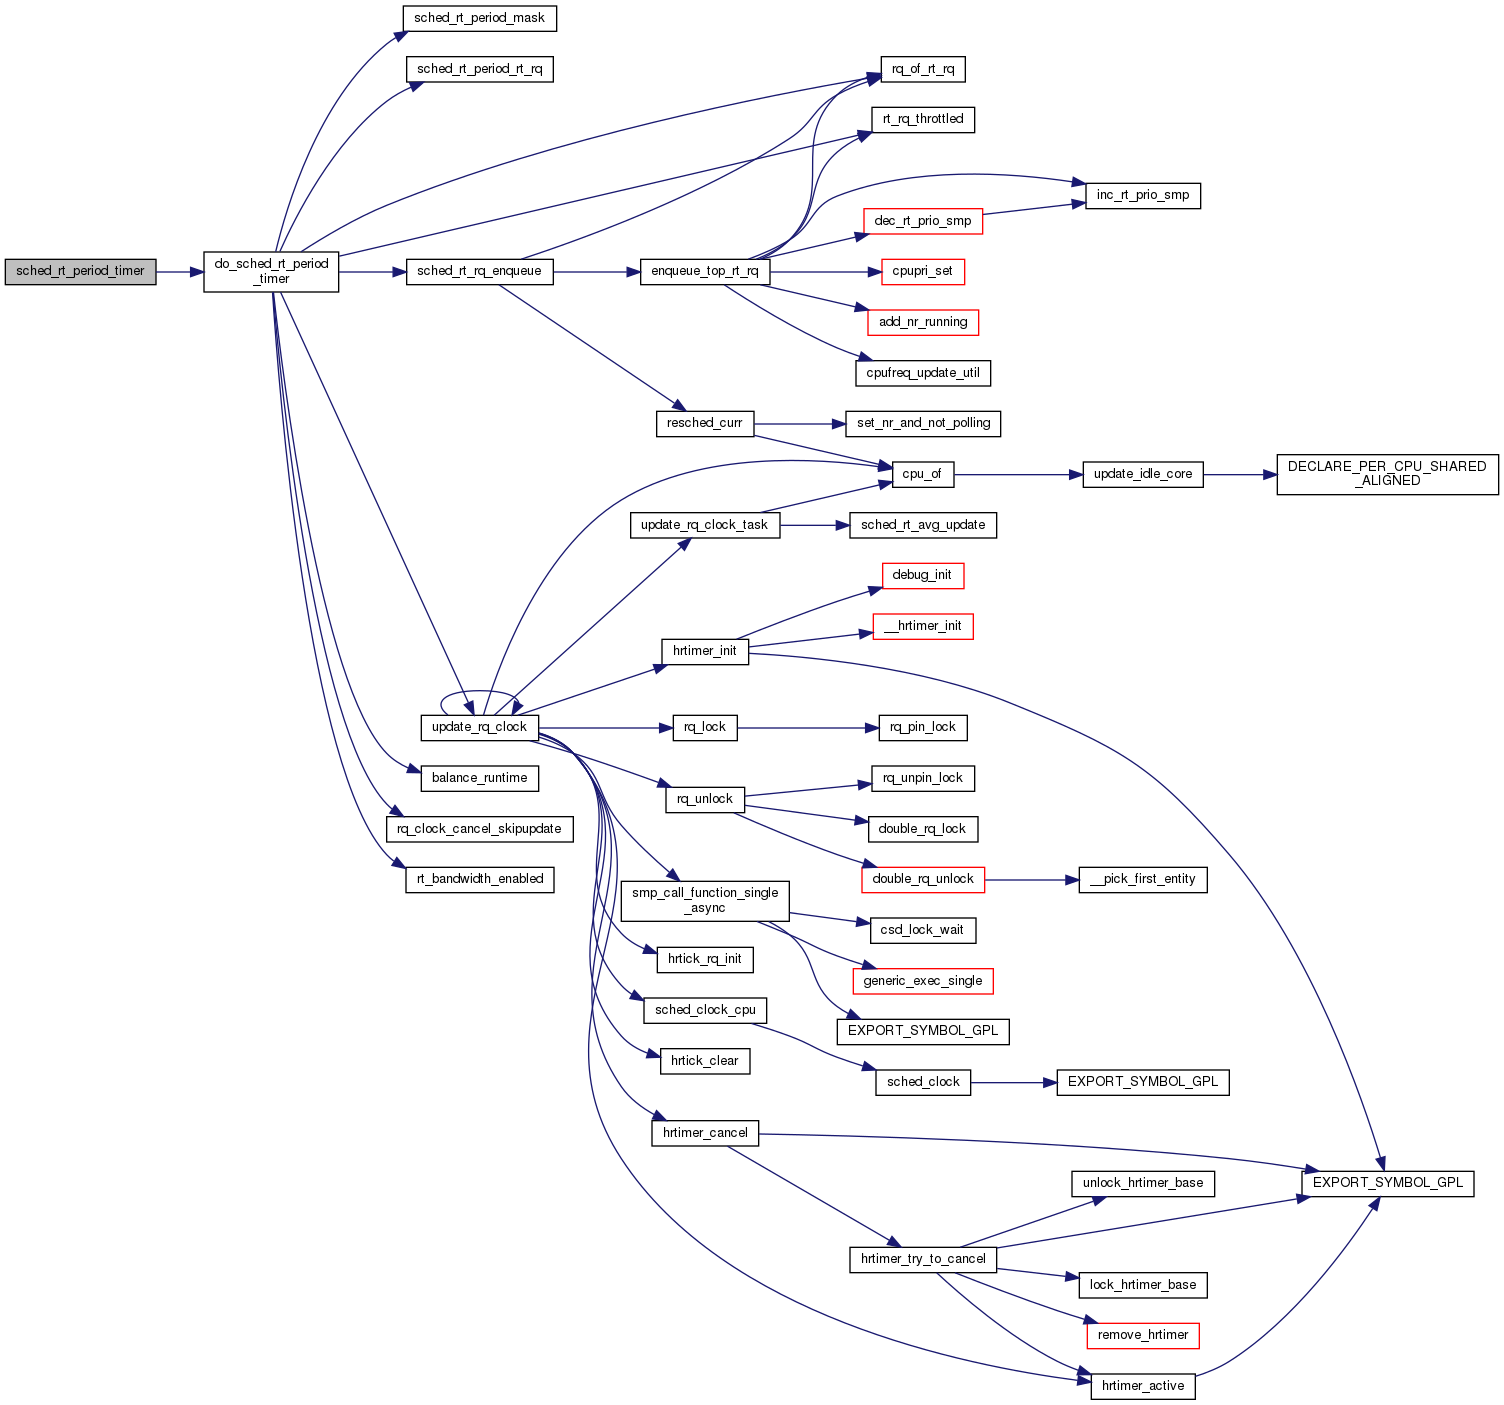 sched_rt_period_mask
sched_rt_period_rt_rq
rq_of_rt_rq
rt_rq_throttled
inc_rt_prio_smp
dec_rt_prio_smp
sched_rt_period_timer
do_sched_rt_period
_timer
sched_rt_rq_enqueue
enqueue_top_rt_rq
cpupri_set
add_nr_running
cpufreq_update_util
resched_curr
set_nr_and_not_polling
cpu_of
update_idle_core
DECLARE_PER_CPU_SHARED
_ALIGNED
update_rq_clock_task
sched_rt_avg_update
debug_init
__hrtimer_init
hrtimer_init
update_rq_clock
rq_lock
rq_pin_lock
balance_runtime
rq_unpin_lock
rq_unlock
rq_clock_cancel_skipupdate
double_rq_lock
rt_bandwidth_enabled
double_rq_unlock
__pick_first_entity
smp_call_function_single
_async
csd_lock_wait
hrtick_rq_init
generic_exec_single
sched_clock_cpu
EXPORT_SYMBOL_GPL
hrtick_clear
sched_clock
EXPORT_SYMBOL_GPL
hrtimer_cancel
unlock_hrtimer_base
EXPORT_SYMBOL_GPL
hrtimer_try_to_cancel
lock_hrtimer_base
remove_hrtimer
hrtimer_active